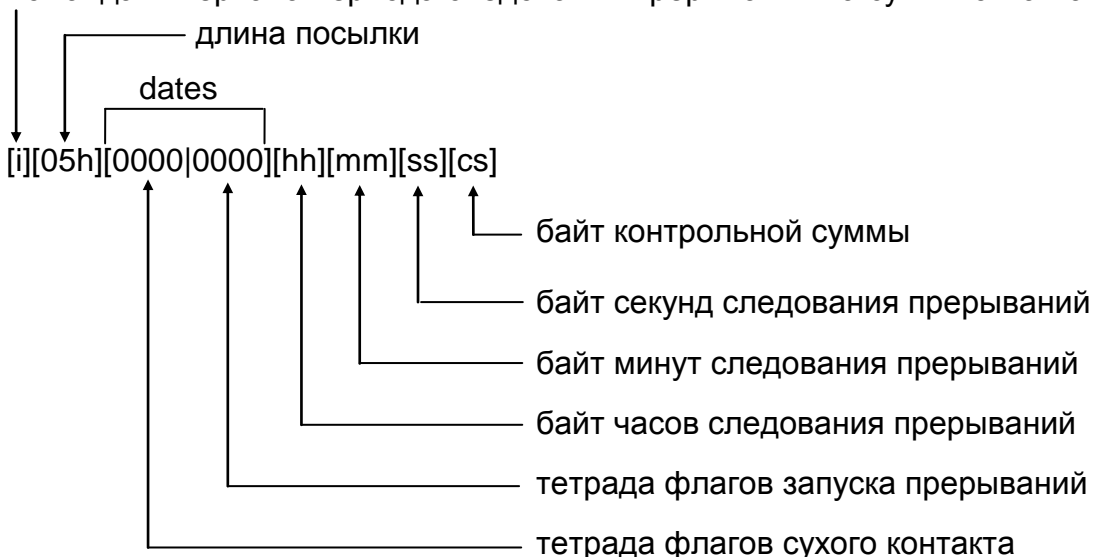 длина посылки
dates
[i][05h][0000|0000][hh][mm][ss][cs]
байт контрольной суммы
байт секунд следования прерываний
байт минут следования прерываний
байт часов следования прерываний
тетрада флагов запуска прерываний
тетрада флагов сухого контакта